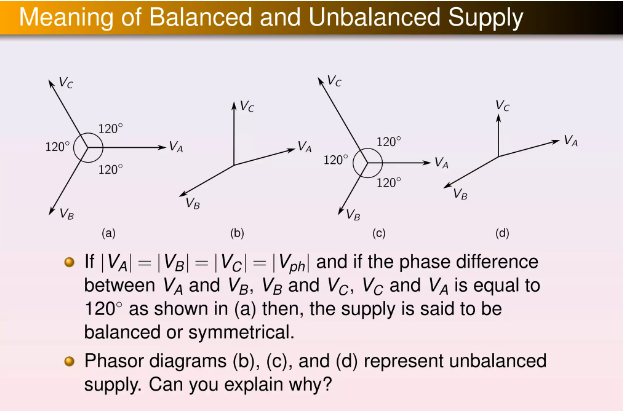 Meaning of Balanced and Unbalanced Supply
V_C
120°
120°
V_A
120°
V_B
(a)
V_C
V_A
V_B
(b)
V_C
120°
120°
V_A
120°
V_B
(c)
V_C
V_A
V_B
(d)
If |V_A| = |V_B| = |V_C| = |V_ph| and if the phase difference
between V_A and V_B, V_B and V_C, V_C and V_A is equal to
120° as shown in (a) then, the supply is said to be
balanced or symmetrical.
Phasor diagrams (b), (c), and (d) represent unbalanced
supply. Can you explain why?